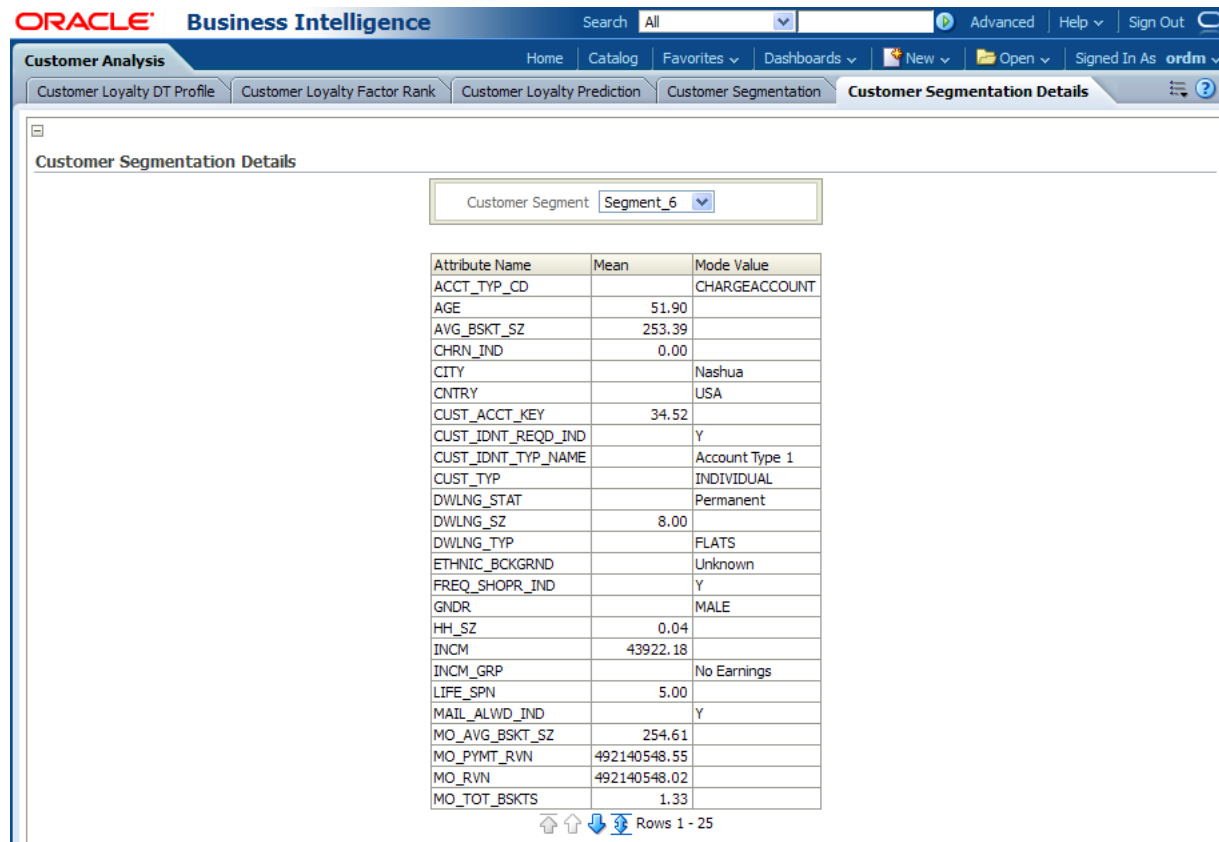 ORACLE Business Intelligence Search All Advanced Help Sign Out
Customer Analysis Home Catalog Favorites Dashboards New Open Signed In As ordm
Customer Loyalty DT Profile Customer Loyalty Factor Rank Customer Loyalty Prediction Customer Segmentation Customer Segmentation Details
Customer Segmentation Details
Customer Segment Segment_6
Attribute Name Mean Mode Value
ACCT_TYP_CD CHARGEACCOUNT
AGE 51.90
AVG_BSKT_SZ 253.39
CHRN_IND 0.00
CITY Nashua
CNTRY USA
CUST_ACCT_KEY 34.52
CUST_IDNT_REQD_IND Y
CUST_IDNT_TYP_NAME Account Type 1
CUST_TYP INDIVIDUAL
DWLNG_STAT Permanent
DWLNG_SZ 8.00
DWLNG_TYP FLATS
ETHNIC_BCKGRND Unknown
FREQ_SHOPR_IND Y
GNDR MALE
HH_SZ 0.04
INCM 43922.18
INCM_GRP No Earnings
LIFE_SPN 5.00
MAIL_ALWD_IND Y
MO_AVG_BSKT_SZ 254.61
MO_PYMT_RVN 492140548.55
MO_RVN 492140548.02
MO_TOT_BSKTS 1.33
Rows 1 - 25